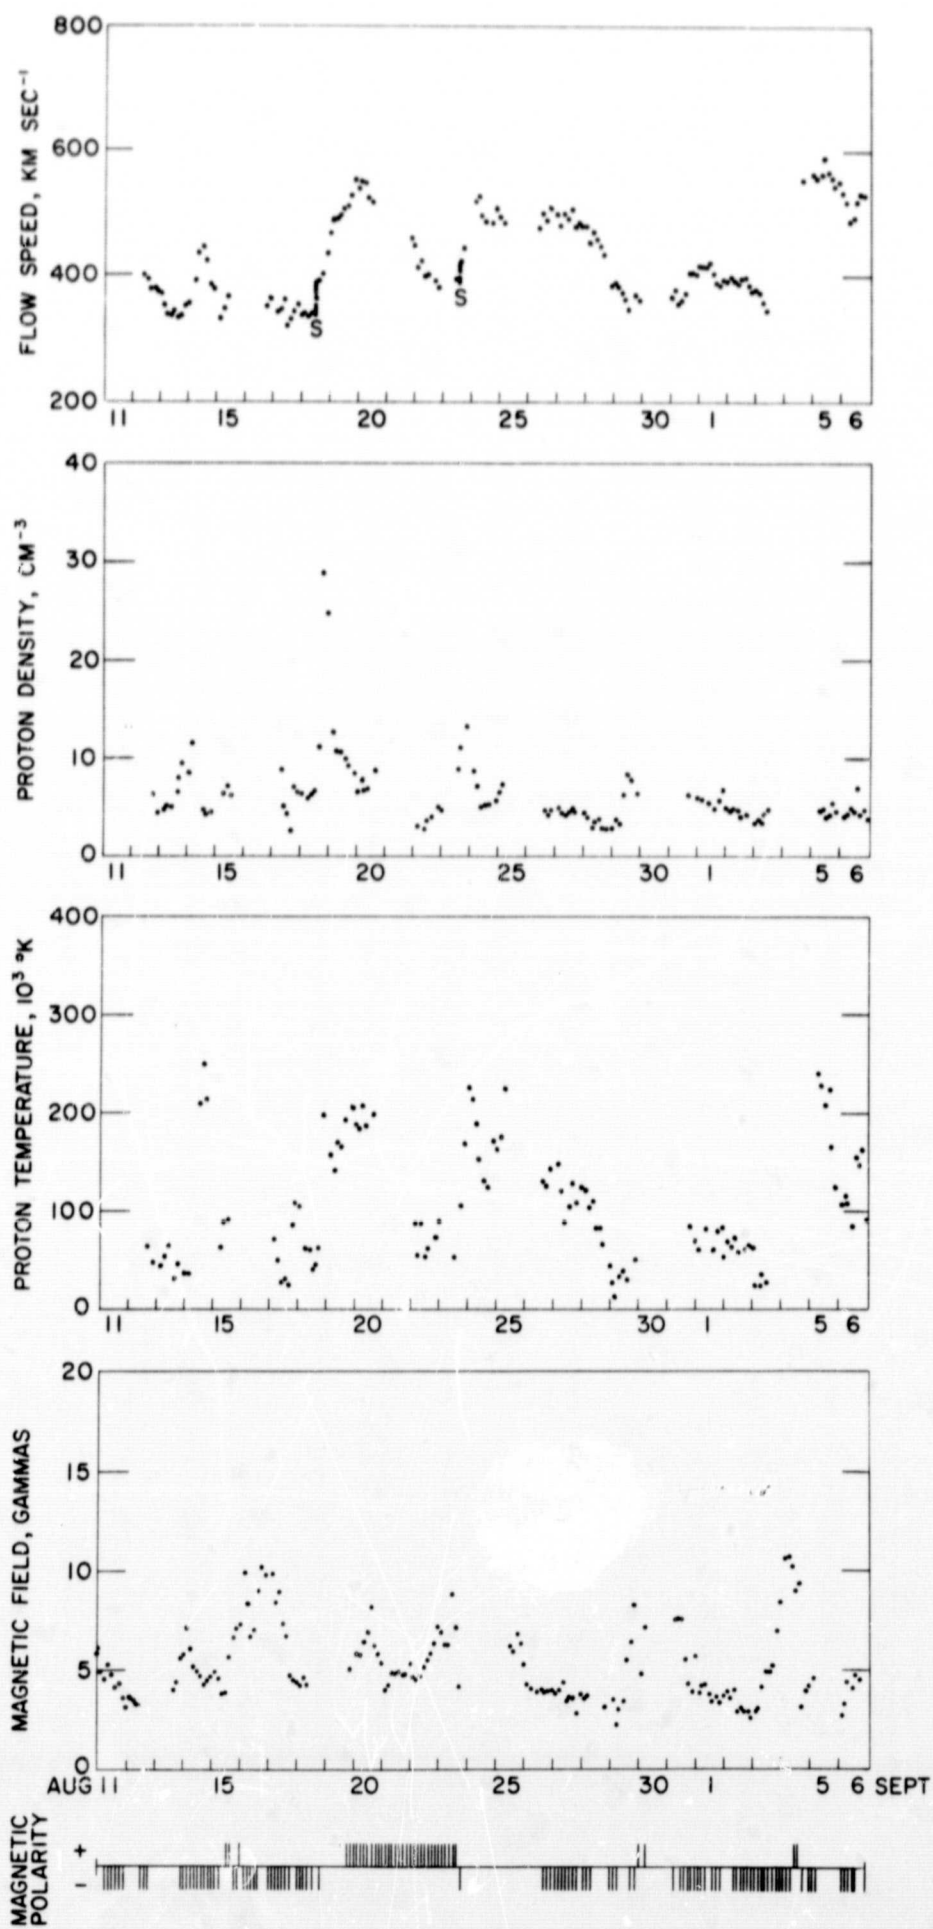 FLOW SPEED, KM SEC⁻¹
800
600
400
200
S
S
11 15 20 25 30 1 5 6
PROTON DENSITY, CM⁻³
40
30
20
10
0
11 15 20 25 30 1 5 6
PROTON TEMPERATURE, 10³ °K
400
300
200
100
0
11 15 20 25 30 1 5 6
MAGNETIC FIELD, GAMMAS
20
15
10
5
0
AUG 11 15 20 25 30 1 5 6 SEPT
MAGNETIC
POLARITY
+
−